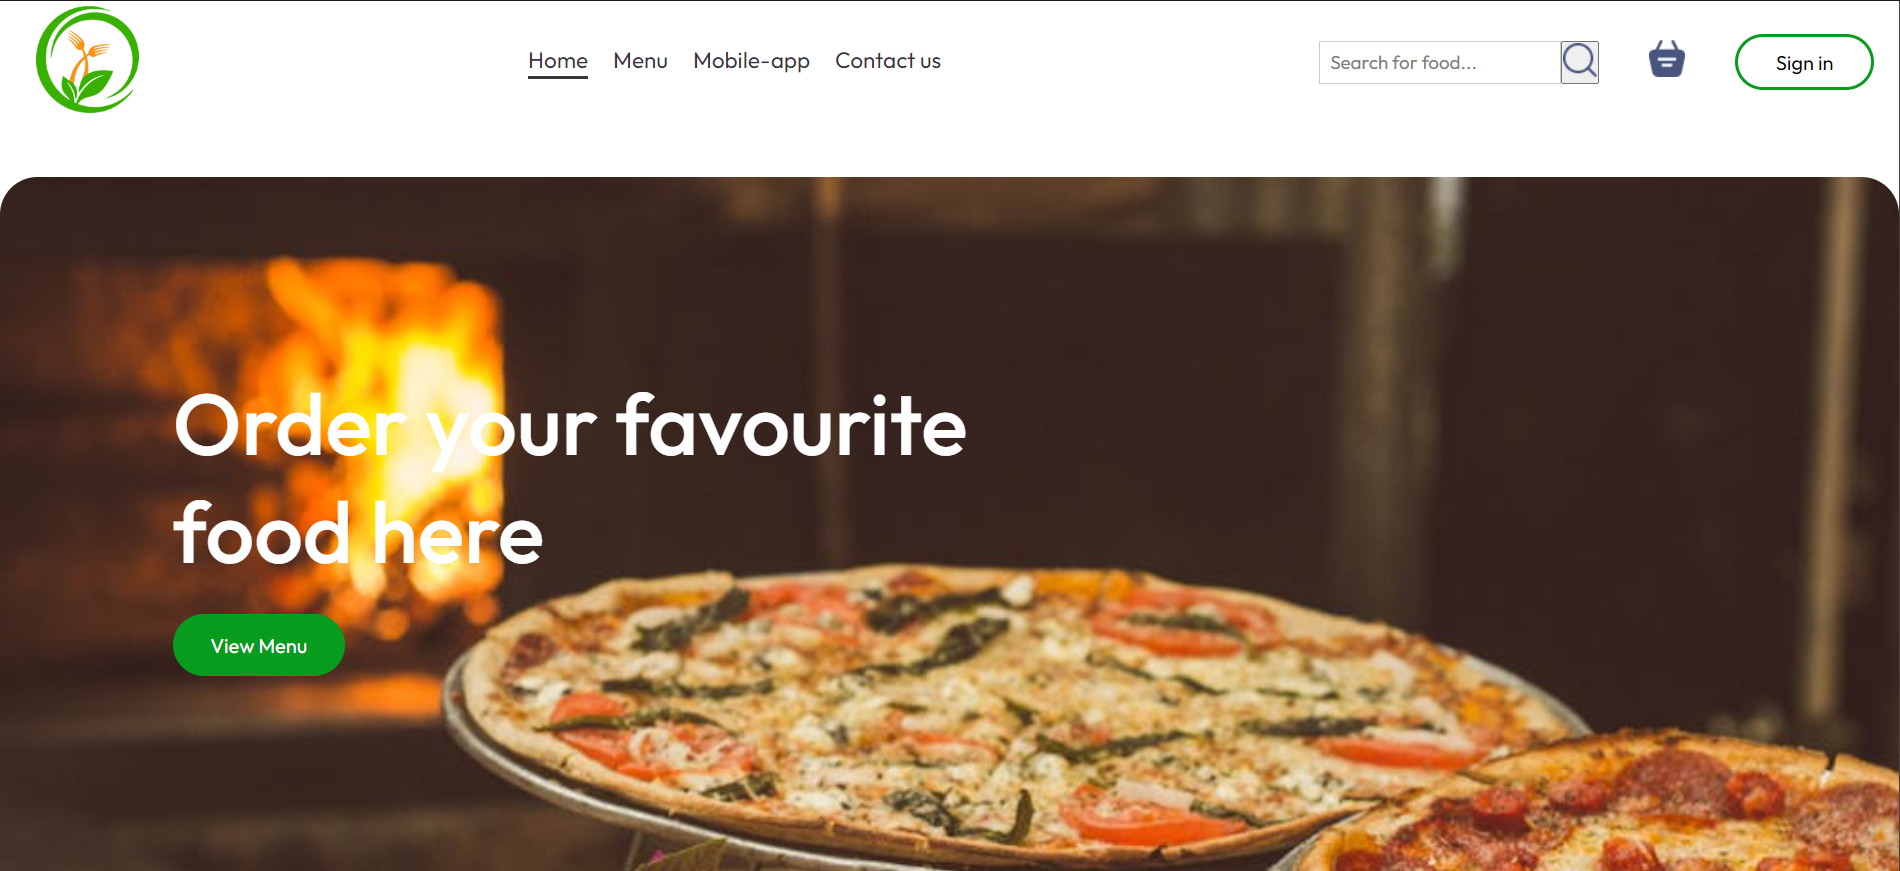 Home Menu Mobile-app Contact us Search for food... Sign in
Order your favourite
food here
View Menu